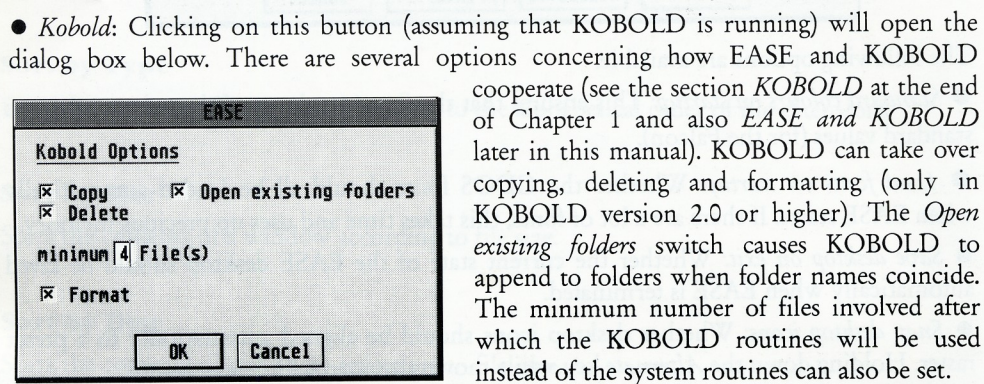 ● Kobold: Clicking on this button (assuming that KOBOLD is running) will open the
dialog box below. There are several options concerning how EASE and KOBOLD
cooperate (see the section KOBOLD at the end
of Chapter 1 and also EASE and KOBOLD
later in this manual). KOBOLD can take over
copying, deleting and formatting (only in
KOBOLD version 2.0 or higher). The Open
existing folders switch causes KOBOLD to
append to folders when folder names coincide.
The minimum number of files involved after
which the KOBOLD routines will be used
instead of the system routines can also be set.
EASE
Kobold Options
Copy Open existing folders
Delete
minimum 4 File(s)
Format
OK Cancel